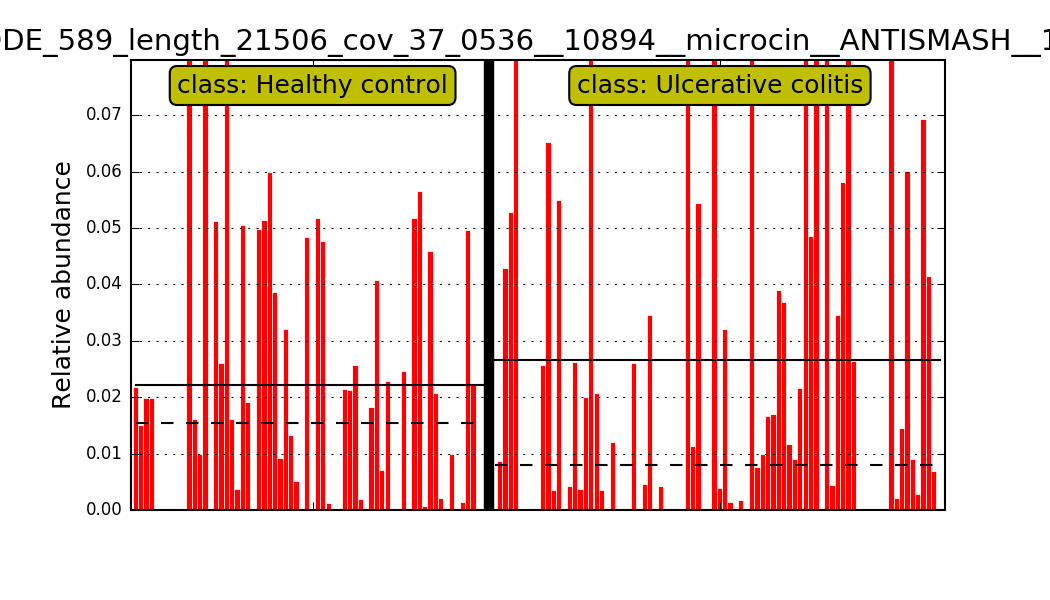 DE_589_length_21506_cov_37_0536__10894__microcin__ANTISMASH__1
class: Healthy control
class: Ulcerative colitis
Relative abundance
0.07
0.06
0.05
0.04
0.03
0.02
0.01
0.00